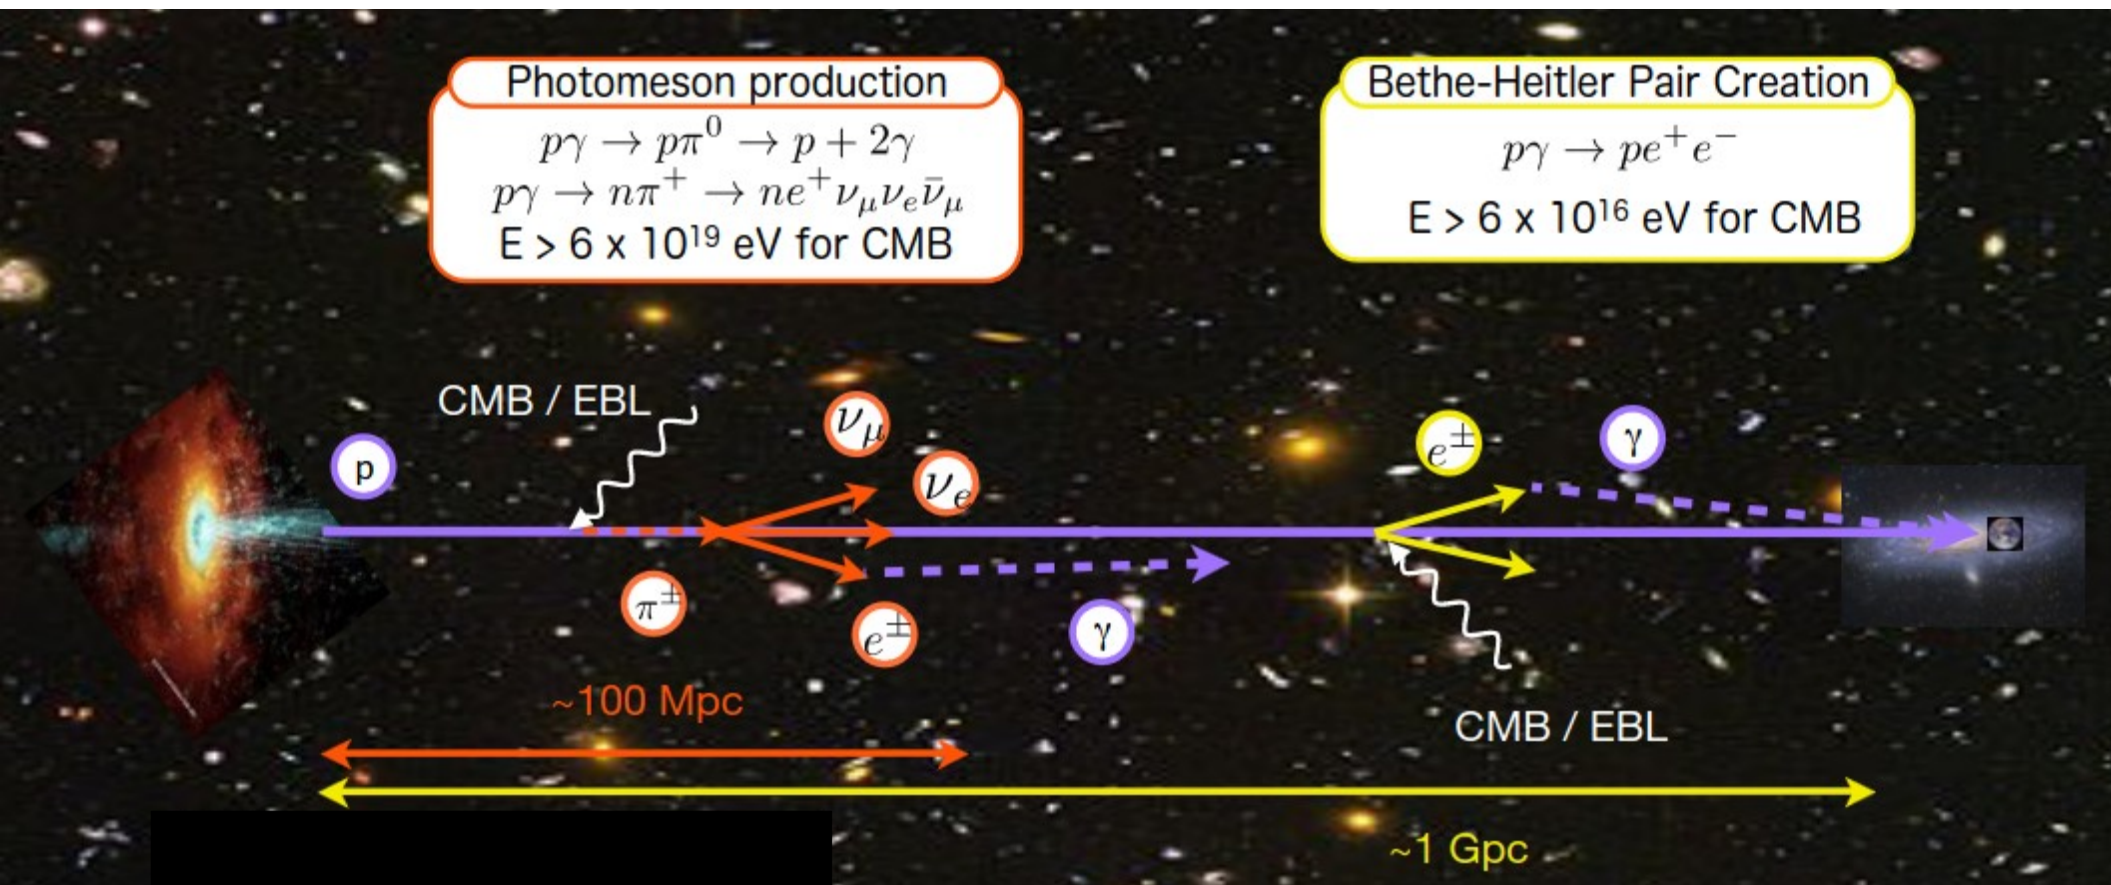 Photomeson production
pγ → pπ⁰ → p + 2γ
pγ → nπ⁺ → ne⁺ν_μν_eν̄_μ
E > 6 x 10¹⁹ eV for CMB
Bethe-Heitler Pair Creation
pγ → pe⁺e⁻
E > 6 x 10¹⁶ eV for CMB
CMB / EBL
p
ν_μ
ν_e
π±
e±
γ
e±
γ
CMB / EBL
~100 Mpc
~1 Gpc